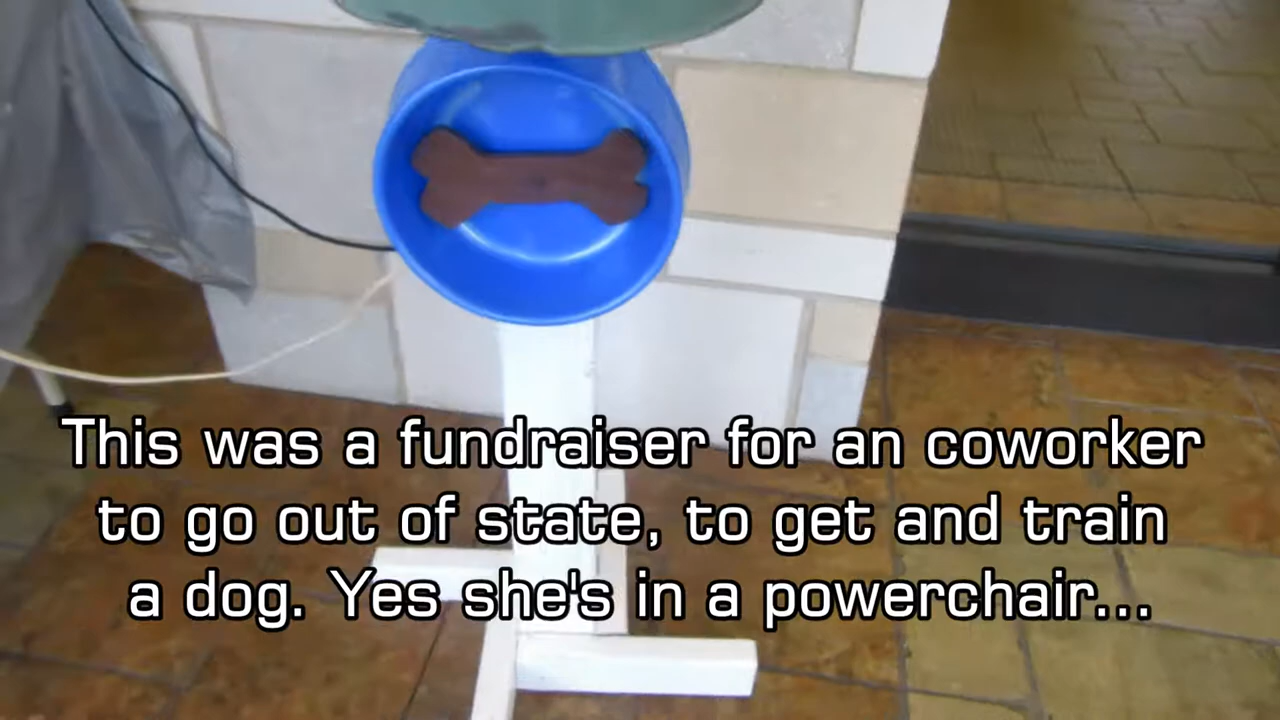 This was a fundraiser for an coworker
to go out of state, to get and train
a dog. Yes she's in a powerchair...